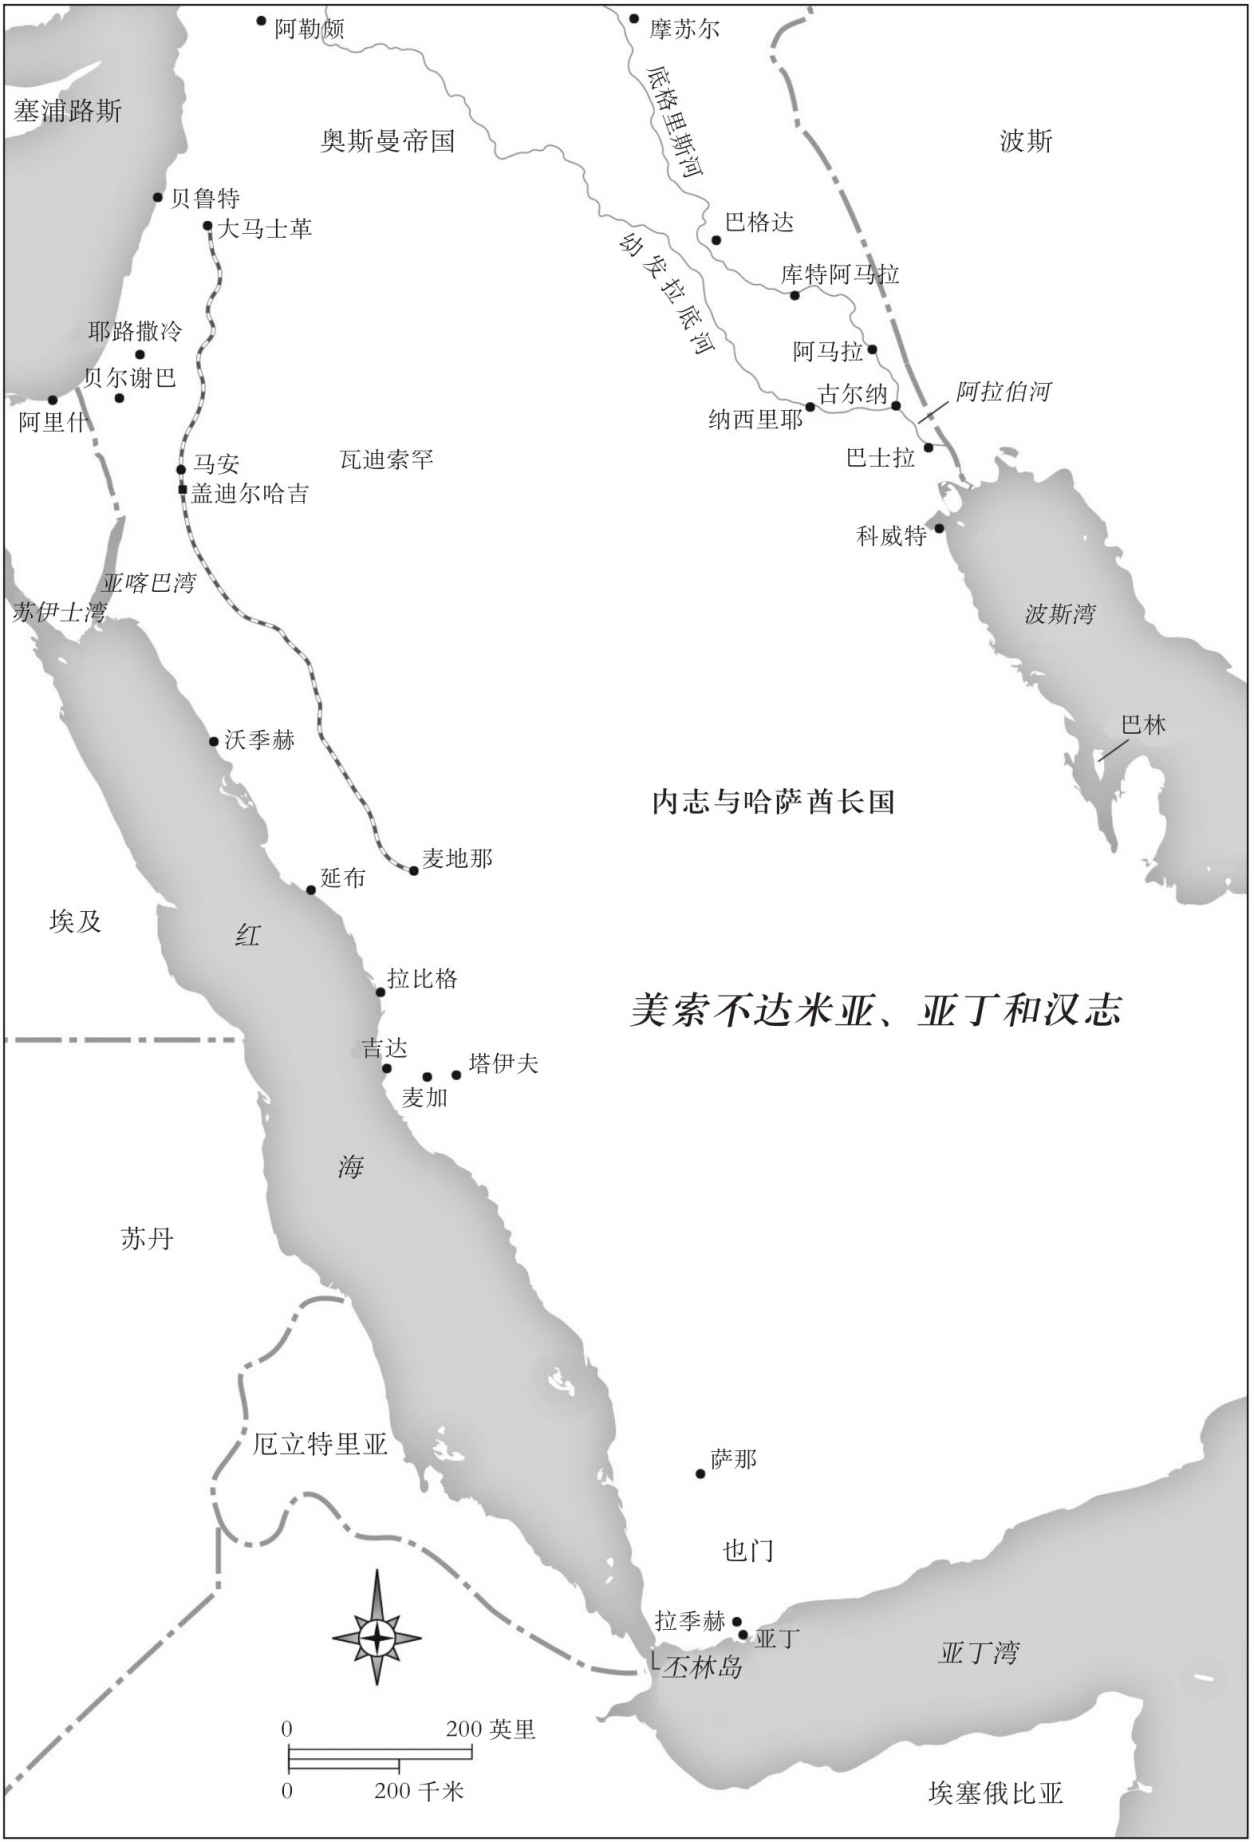 阿勒颇
摩苏尔
底格里斯河
塞浦路斯
奥斯曼帝国
波斯
贝鲁特
大马士革
巴格达
幼发拉底河
库特阿马拉
耶路撒冷
阿马拉
贝尔谢巴
古尔纳
阿拉伯河
阿里什
纳西里耶
马安
瓦迪索罕
巴士拉
盖迪尔哈吉
科威特
亚喀巴湾
苏伊士湾
波斯湾
沃季赫
巴林
内志与哈萨酋长国
麦地那
延布
埃及
红
拉比格
美索不达米亚、亚丁和汉志
吉达
塔伊夫
麦加
海
苏丹
厄立特里亚
萨那
也门
拉季赫
亚丁
亚丁湾
丕林岛
0 200 英里
0 200 千米
埃塞俄比亚